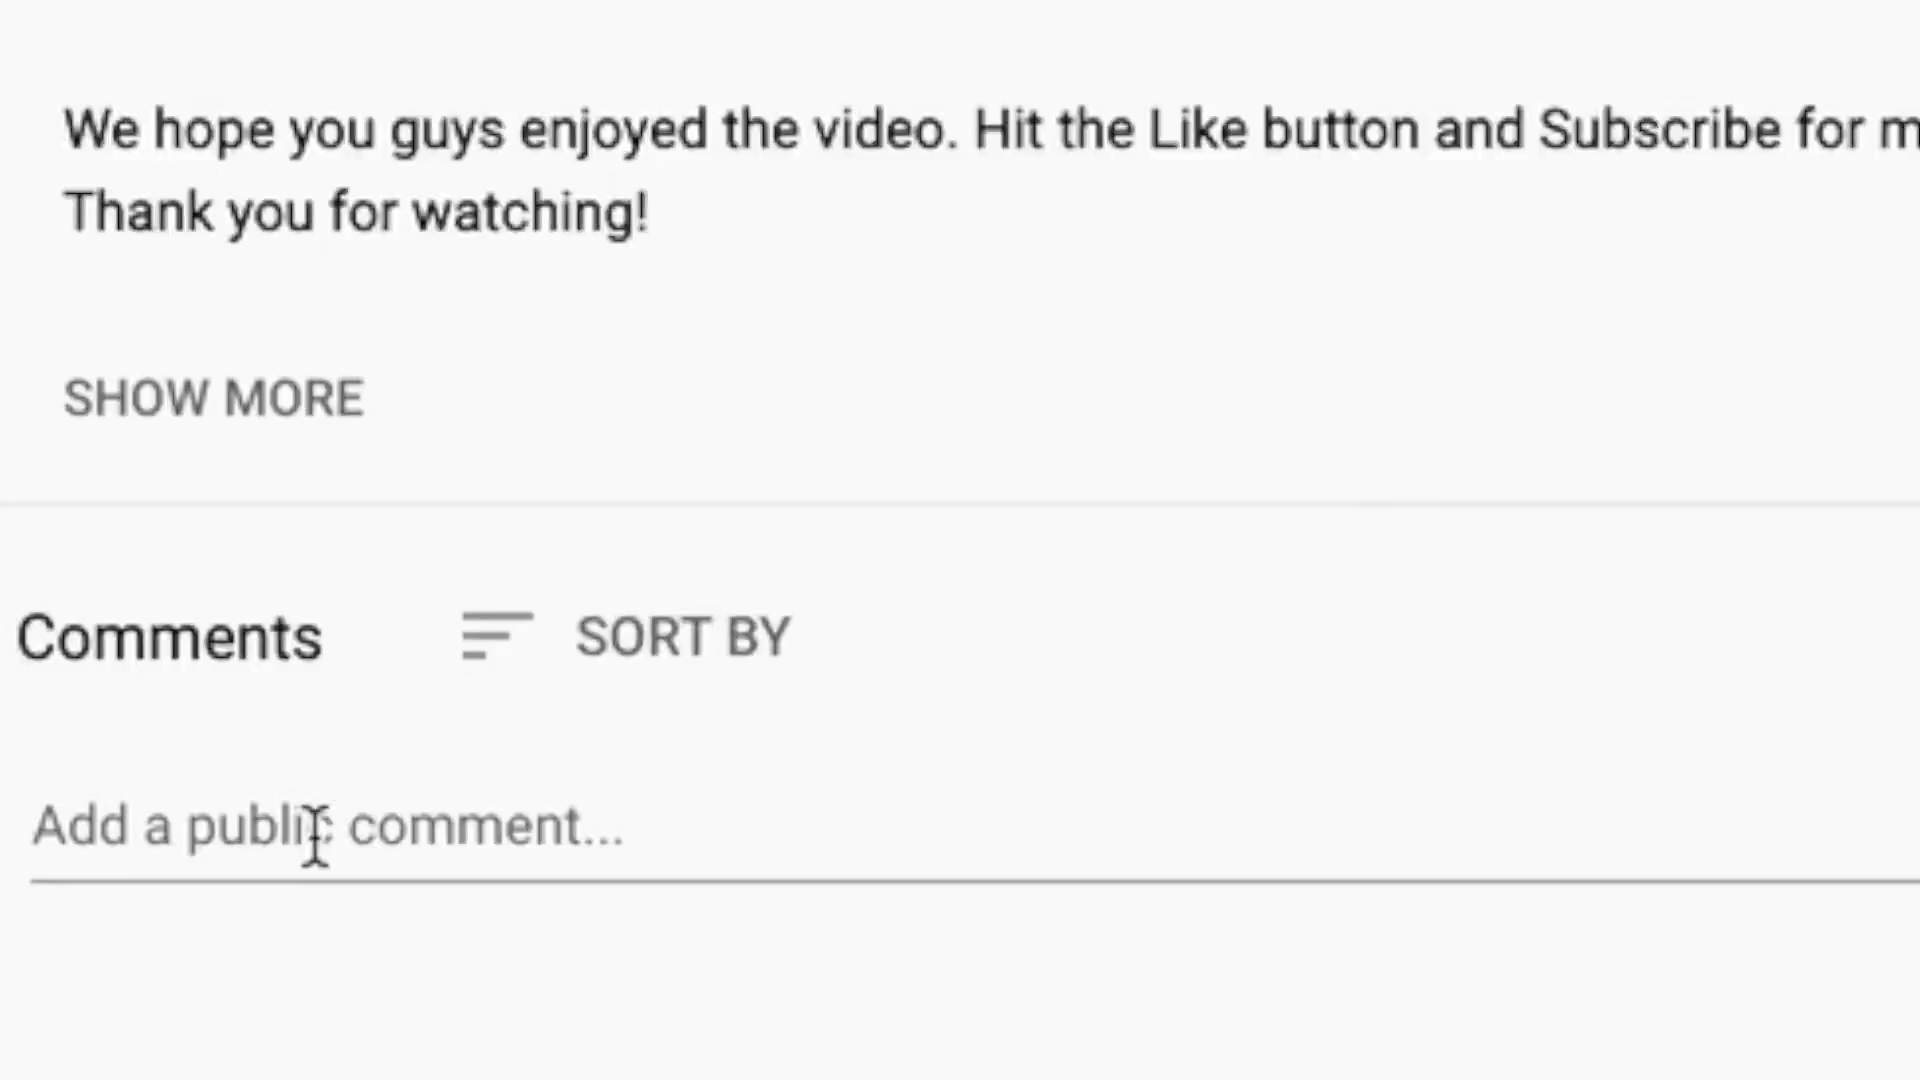 We hope you guys enjoyed the video. Hit the Like button and Subscribe for
Thank you for watching!
SHOW MORE
Comments
SORT BY
Add a public comment...